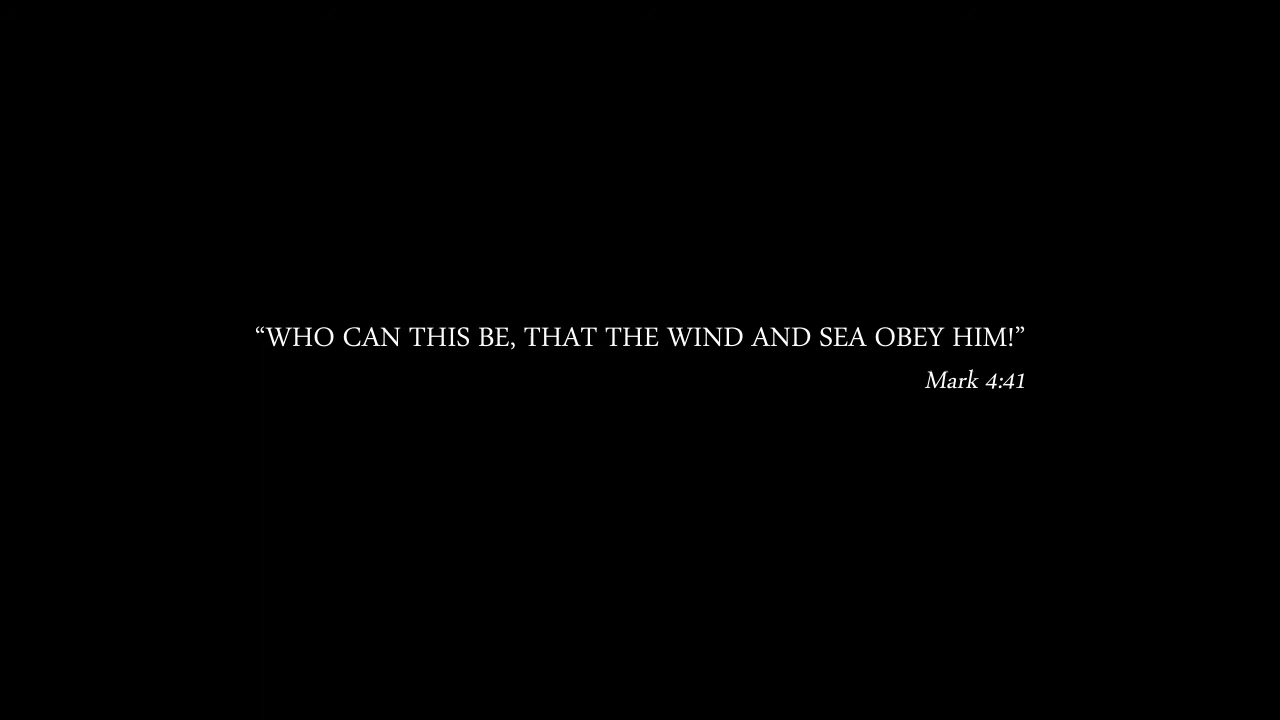 “WHO CAN THIS BE, THAT THE WIND AND SEA OBEY HIM!”
Mark 4:41